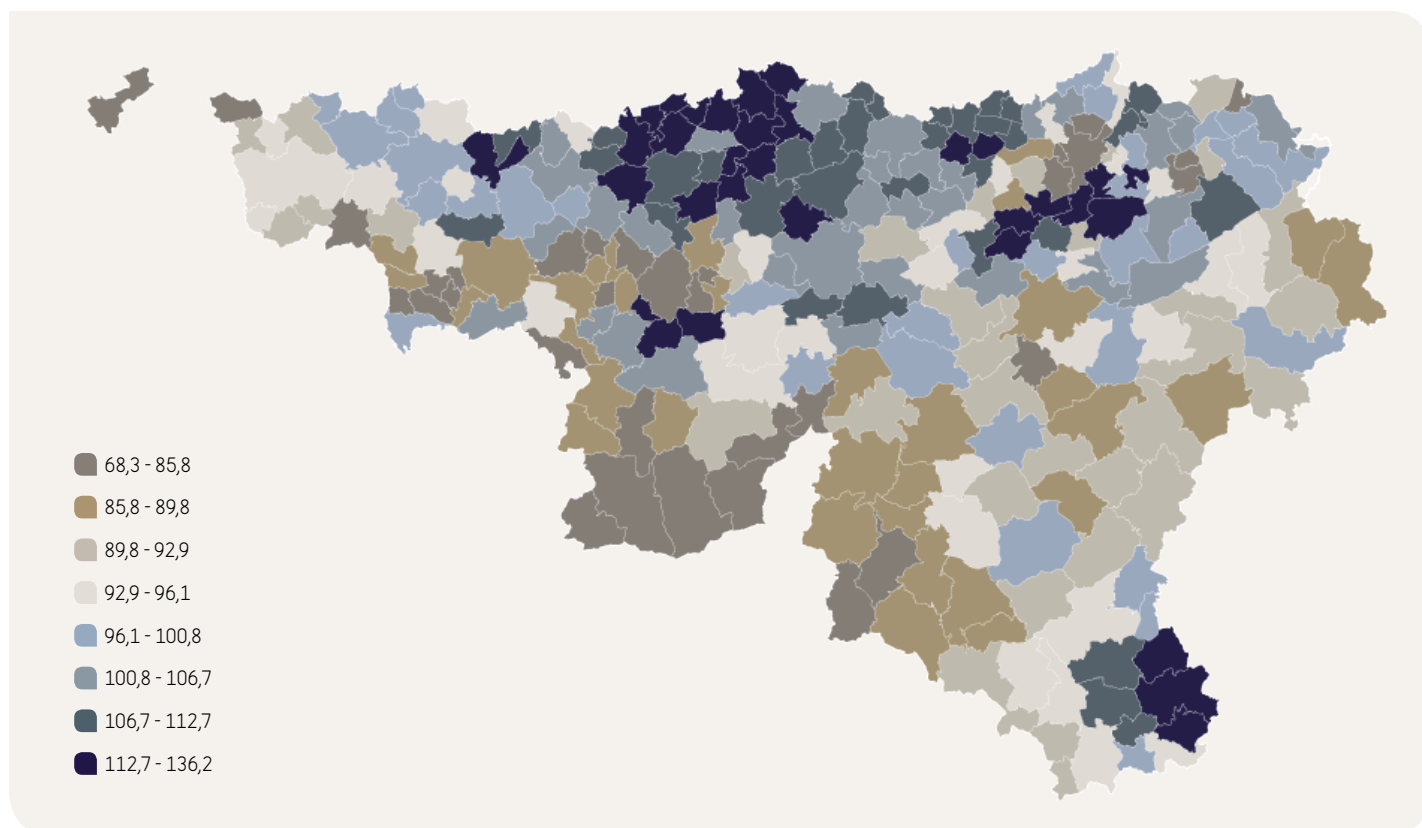 68,3 - 85,8
85,8 - 89,8
89,8 - 92,9
92,9 - 96,1
96,1 - 100,8
100,8 - 106,7
106,7 - 112,7
112,7 - 136,2